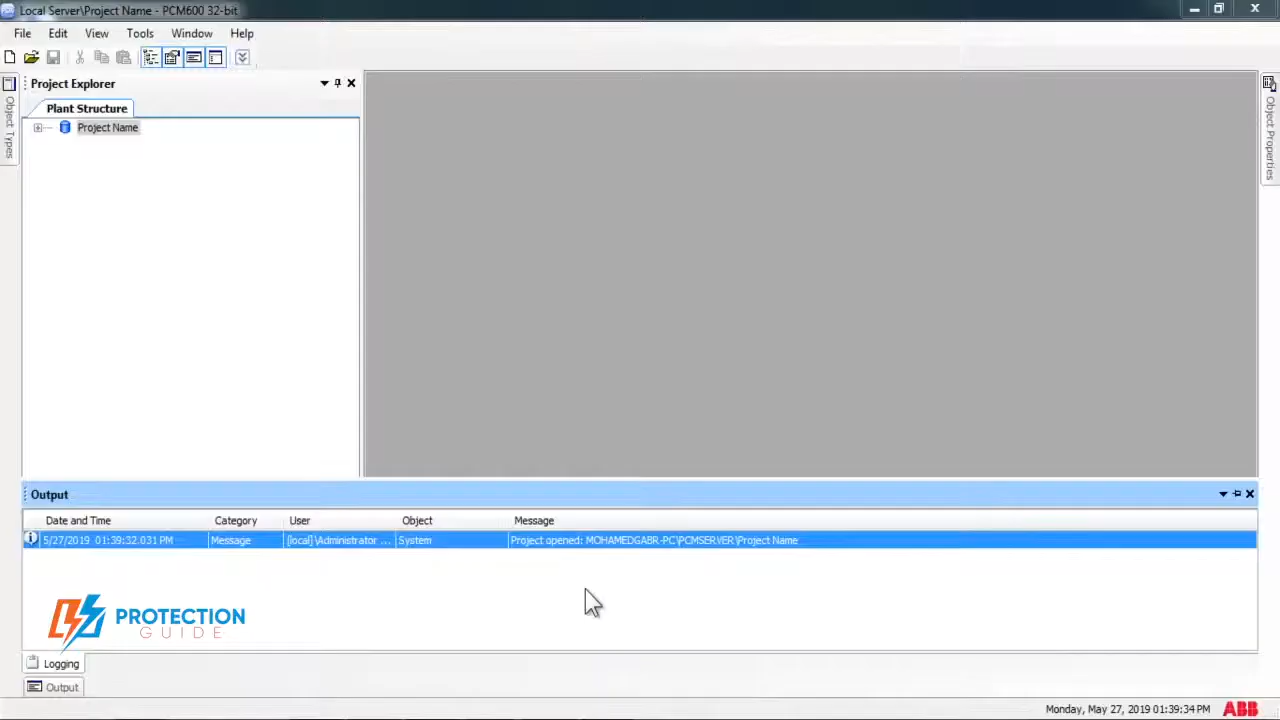 Local Server\Project Name - PCM600 32-bit
File Edit View Tools Window Help
Project Explorer
Plant Structure
Project Name
Object Types
Object Properties
Output
Date and Time Category User Object Message
5/27/2019 01:39:32.031 PM Message [local]\Administrator ... System Project opened: MOHAMEDGABR-PC\PCMSERVER\Project Name
PROTECTION
GUIDE
Logging
Output
Monday, May 27, 2019 01:39:34 PM ABB